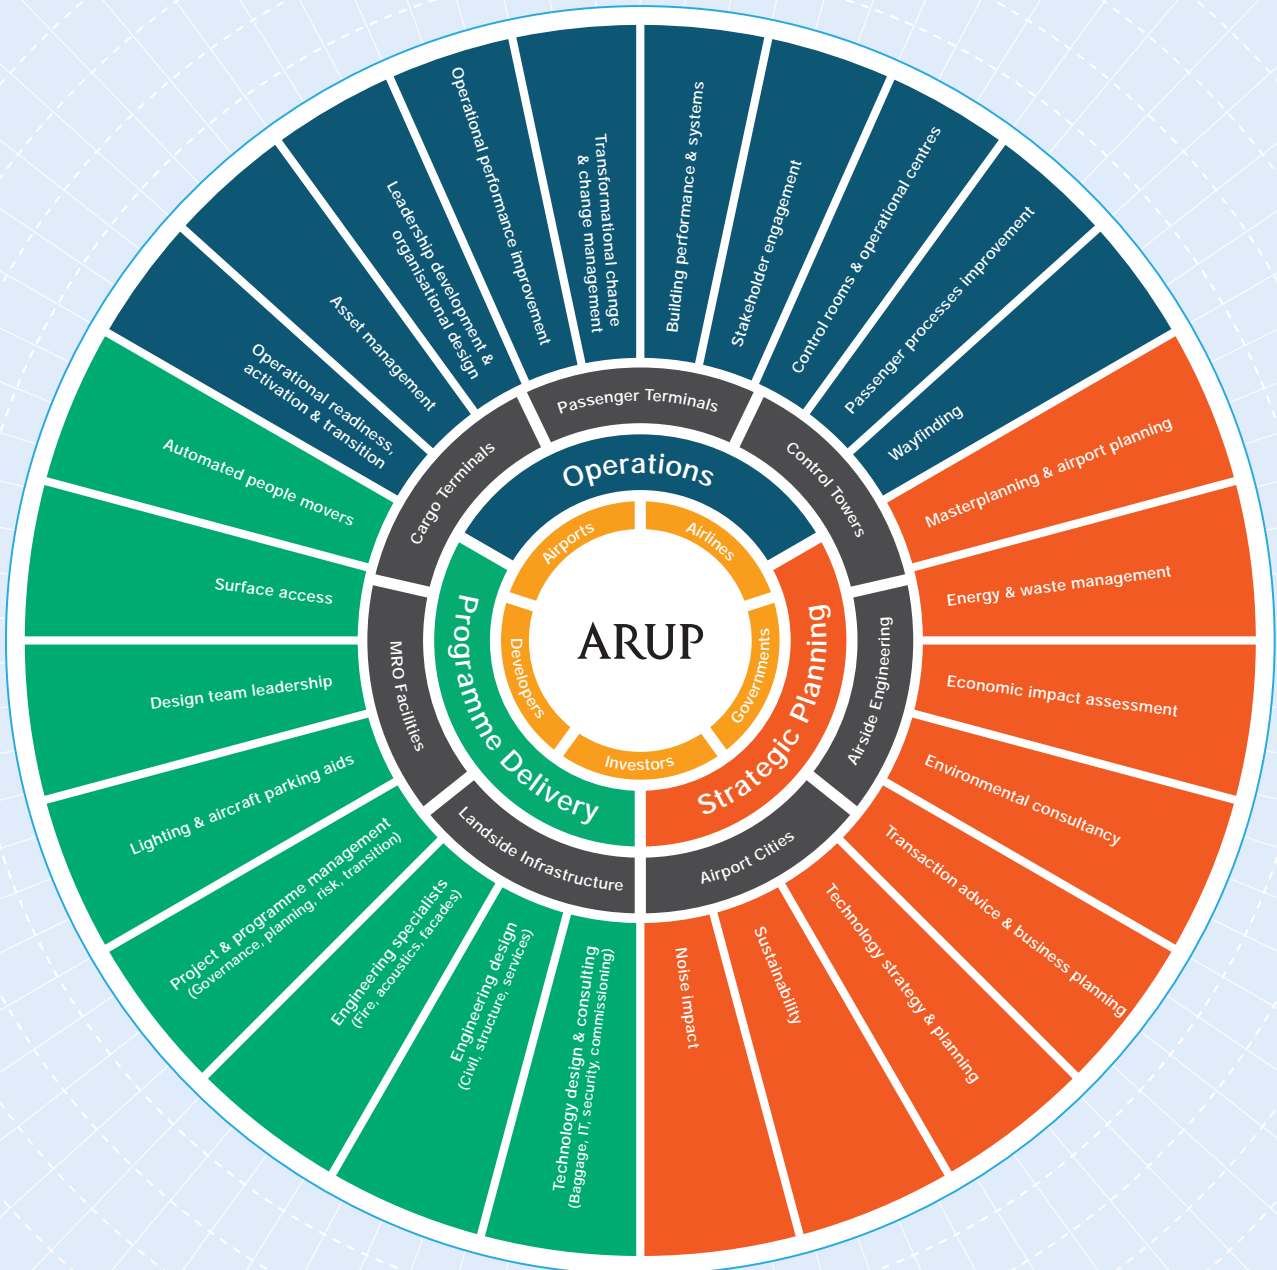 ARUP
Airports
Airlines
Governments
Investors
Developers
Operations
Strategic Planning
Programme Delivery
Passenger Terminals
Control Towers
Airside Engineering
Airport Cities
Landside Infrastructure
MRO Facilities
Cargo Terminals
Operational readiness,
activation & transition
Asset management
Leadership development &
organisational design
Operational performance improvement
Transformational change
& change management
Building performance & systems
Stakeholder engagement
Control rooms & operational centres
Passenger processes improvement
Wayfinding
Masterplanning & airport planning
Energy & waste management
Economic impact assessment
Environmental consultancy
Transaction advice & business planning
Technology strategy & planning
Sustainability
Noise impact
Technology design & consulting
(Baggage, IT, security, commissioning)
Engineering design
(Civil, structure, services)
Engineering specialists
(Fire, acoustics, facades)
Project & programme management
(Governance, planning, risk, transition)
Lighting & aircraft parking aids
Design team leadership
Surface access
Automated people movers